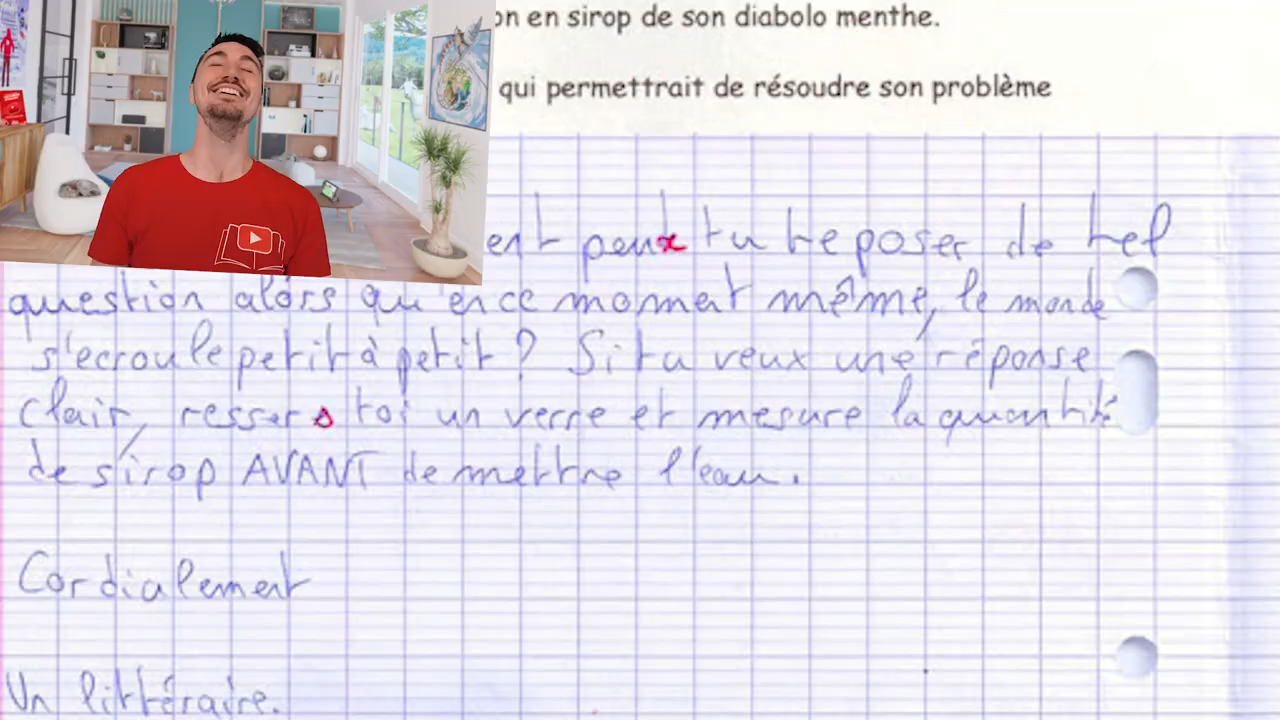 on en sirop de son diabolo menthe.
qui permettrait de résoudre son problème
ent peux tu te poser de tel
question alors qu'en ce moment même, le monde
s'ecroule petit à petit ? Si tu veux une réponse
clair, ressers toi un verre et mesure la quantité
de sirop AVANT de mettre l'eau.
Cordialement
Un littéraire.